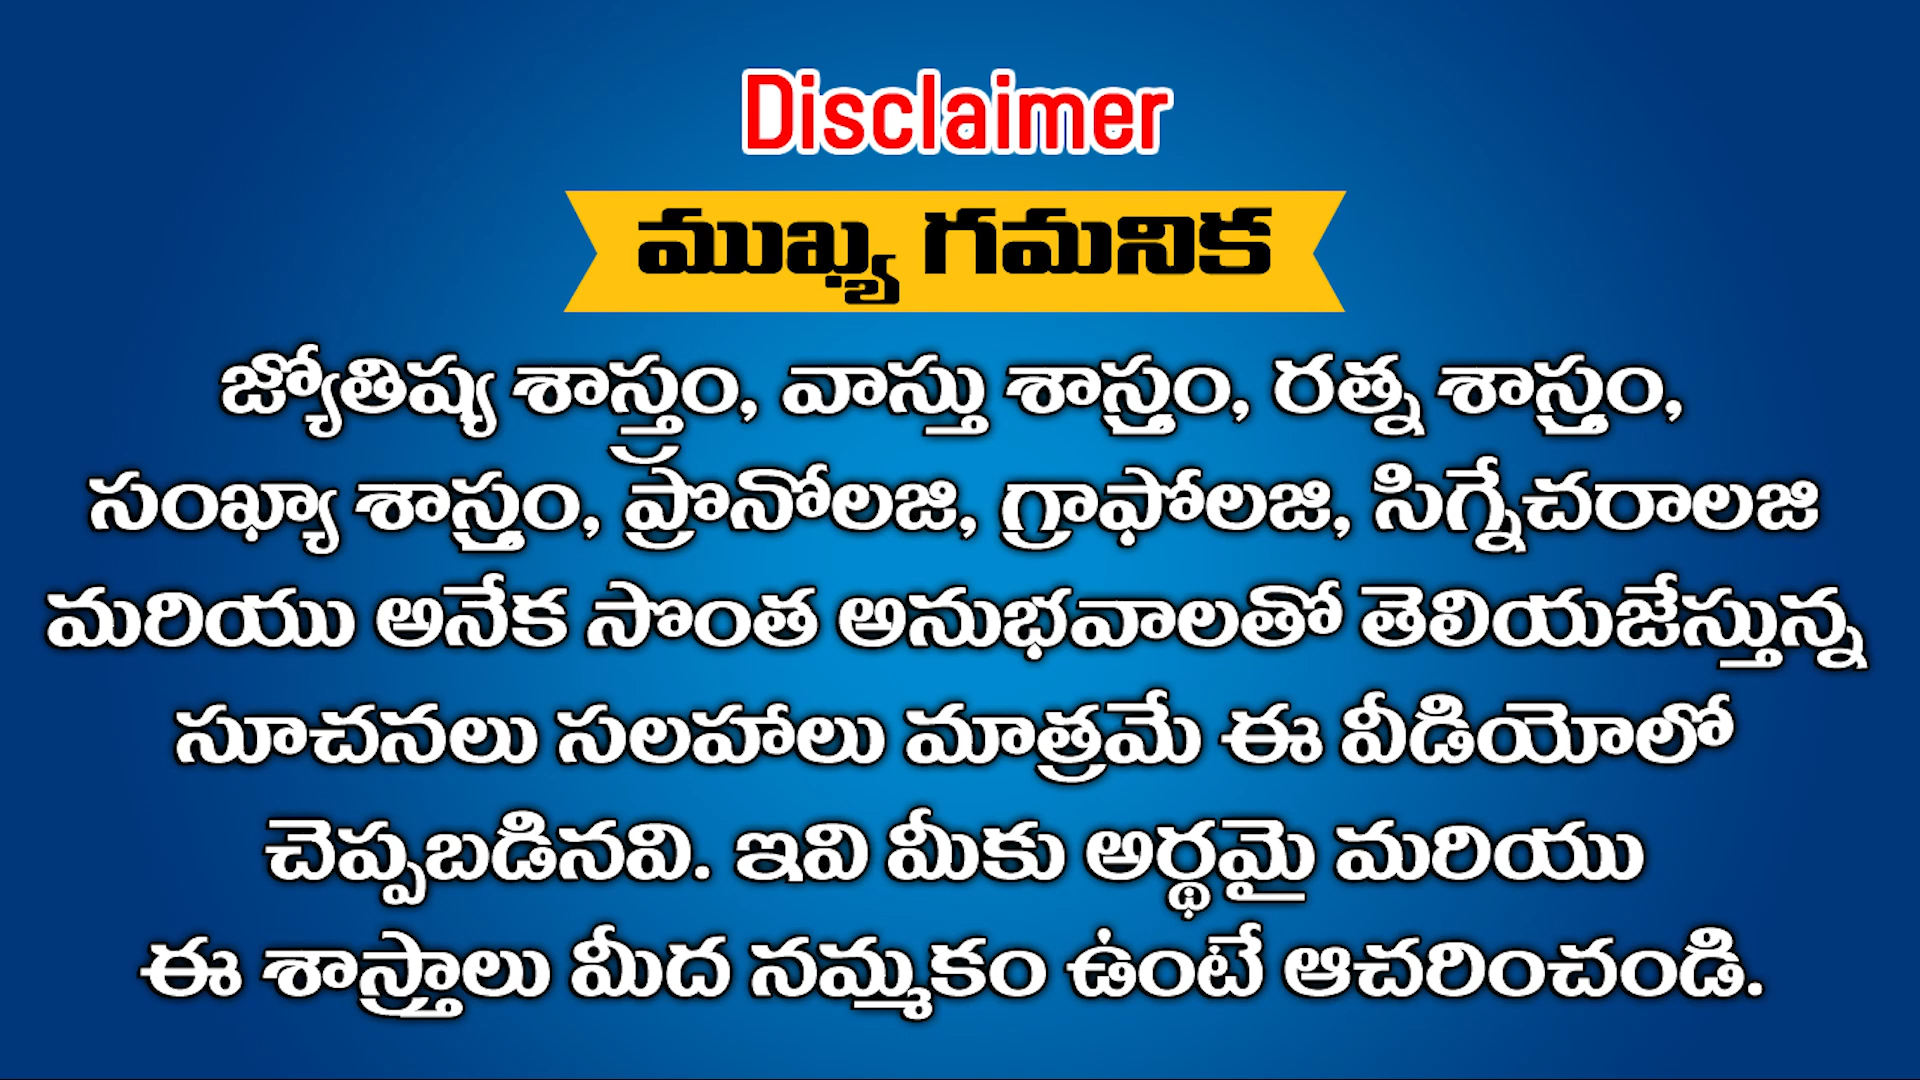 Disclaimer
ముఖ్య గమనిక
జ్యోతిష్య శాస్త్రం, వాస్తు శాస్త్రం, రత్న శాస్త్రం,
సంఖ్యా శాస్త్రం, ప్రొనోలజి, గ్రాఫోలజి, సిగ్నేచరాలజి
మరియు అనేక సొంత అనుభవాలతో తెలియజేస్తున్న
సూచనలు సలహాలు మాత్రమే ఈ వీడియోలో
చెప్పబడినవి. ఇవి మీకు అర్థమై మరియు
ఈ శాస్త్రాలు మీద నమ్మకం ఉంటే ఆచరించండి.